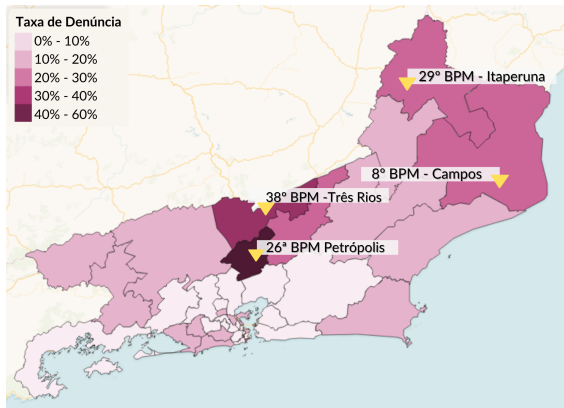 Taxa de Denúncia
0% - 10%
10% - 20%
20% - 30%
30% - 40%
40% - 60%
29º BPM - Itaperuna
8º BPM - Campos
38º BPM -Três Rios
26ª BPM Petrópolis